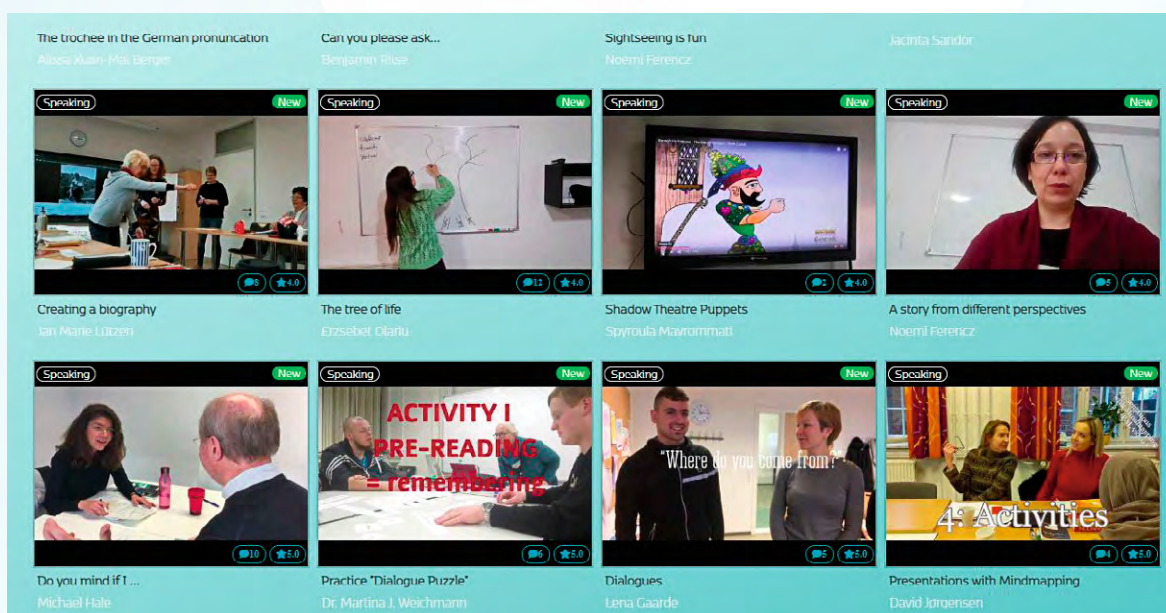 The trochee in the German pronuncation
Can you please ask...
Sightseeing is fun
Alissa Xuan-Mai Berger
Benjamin Riise
Noemi Ferencz
Jacinta Sandor
Speaking
New
Speaking
New
Speaking
New
Speaking
New
8
4.0
12
4.0
2
4.0
5
4.0
Creating a biography
The tree of life
Shadow Theatre Puppets
A story from different perspectives
Jan Marie Lützen
Erzsebet Olariu
Spyroula Mavrommati
Noemi Ferencz
Speaking
New
Speaking
New
Speaking
New
Speaking
New
ACTIVITY I
PRE-READING
= remembering
"Where do you come from?"
4: Activities
10
5.0
6
5.0
5
5.0
4
5.0
Do you mind if I ...
Practice "Dialogue Puzzle"
Dialogues
Presentations with Mindmapping
Michael Hale
Dr. Martina J. Weichmann
Lena Gaarde
David Jørgensen